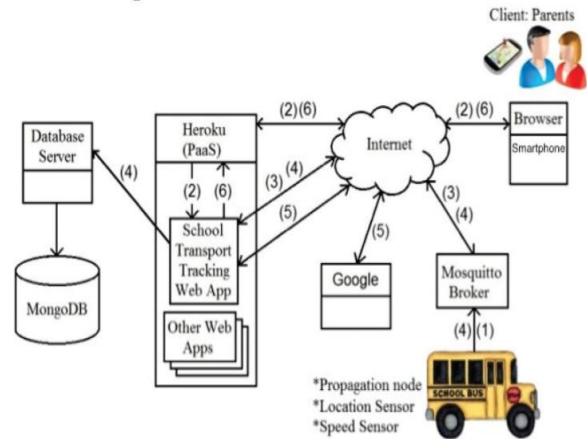 Client: Parents
Database
Server
(4)
MongoDB
Heroku
(PaaS)
(2) (6)
School
Transport
Tracking
Web App
Other Web
Apps
(2)(6)
(3) (4)
(5)
Internet
(2)(6)
Browser
Smartphone
(3)
(4)
(5)
Google
Mosquitto
Broker
(4) (1)
*Propagation node
*Location Sensor
*Speed Sensor
SCHOOL BUS